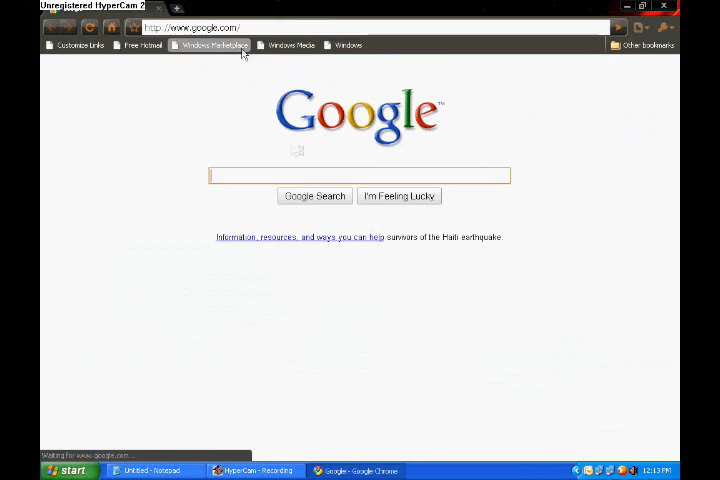 Unregistered HyperCam 2
http://www.google.com/
Customize Links Free Hotmail Windows Marketplace Windows Media Windows Other bookmarks
Google™
Google Search I'm Feeling Lucky
Information, resources, and ways you can help survivors of the Haiti earthquake.
Waiting for www.google.com...
start Untitled - Notepad HyperCam - Recording Google - Google Chrome 12:13 PM